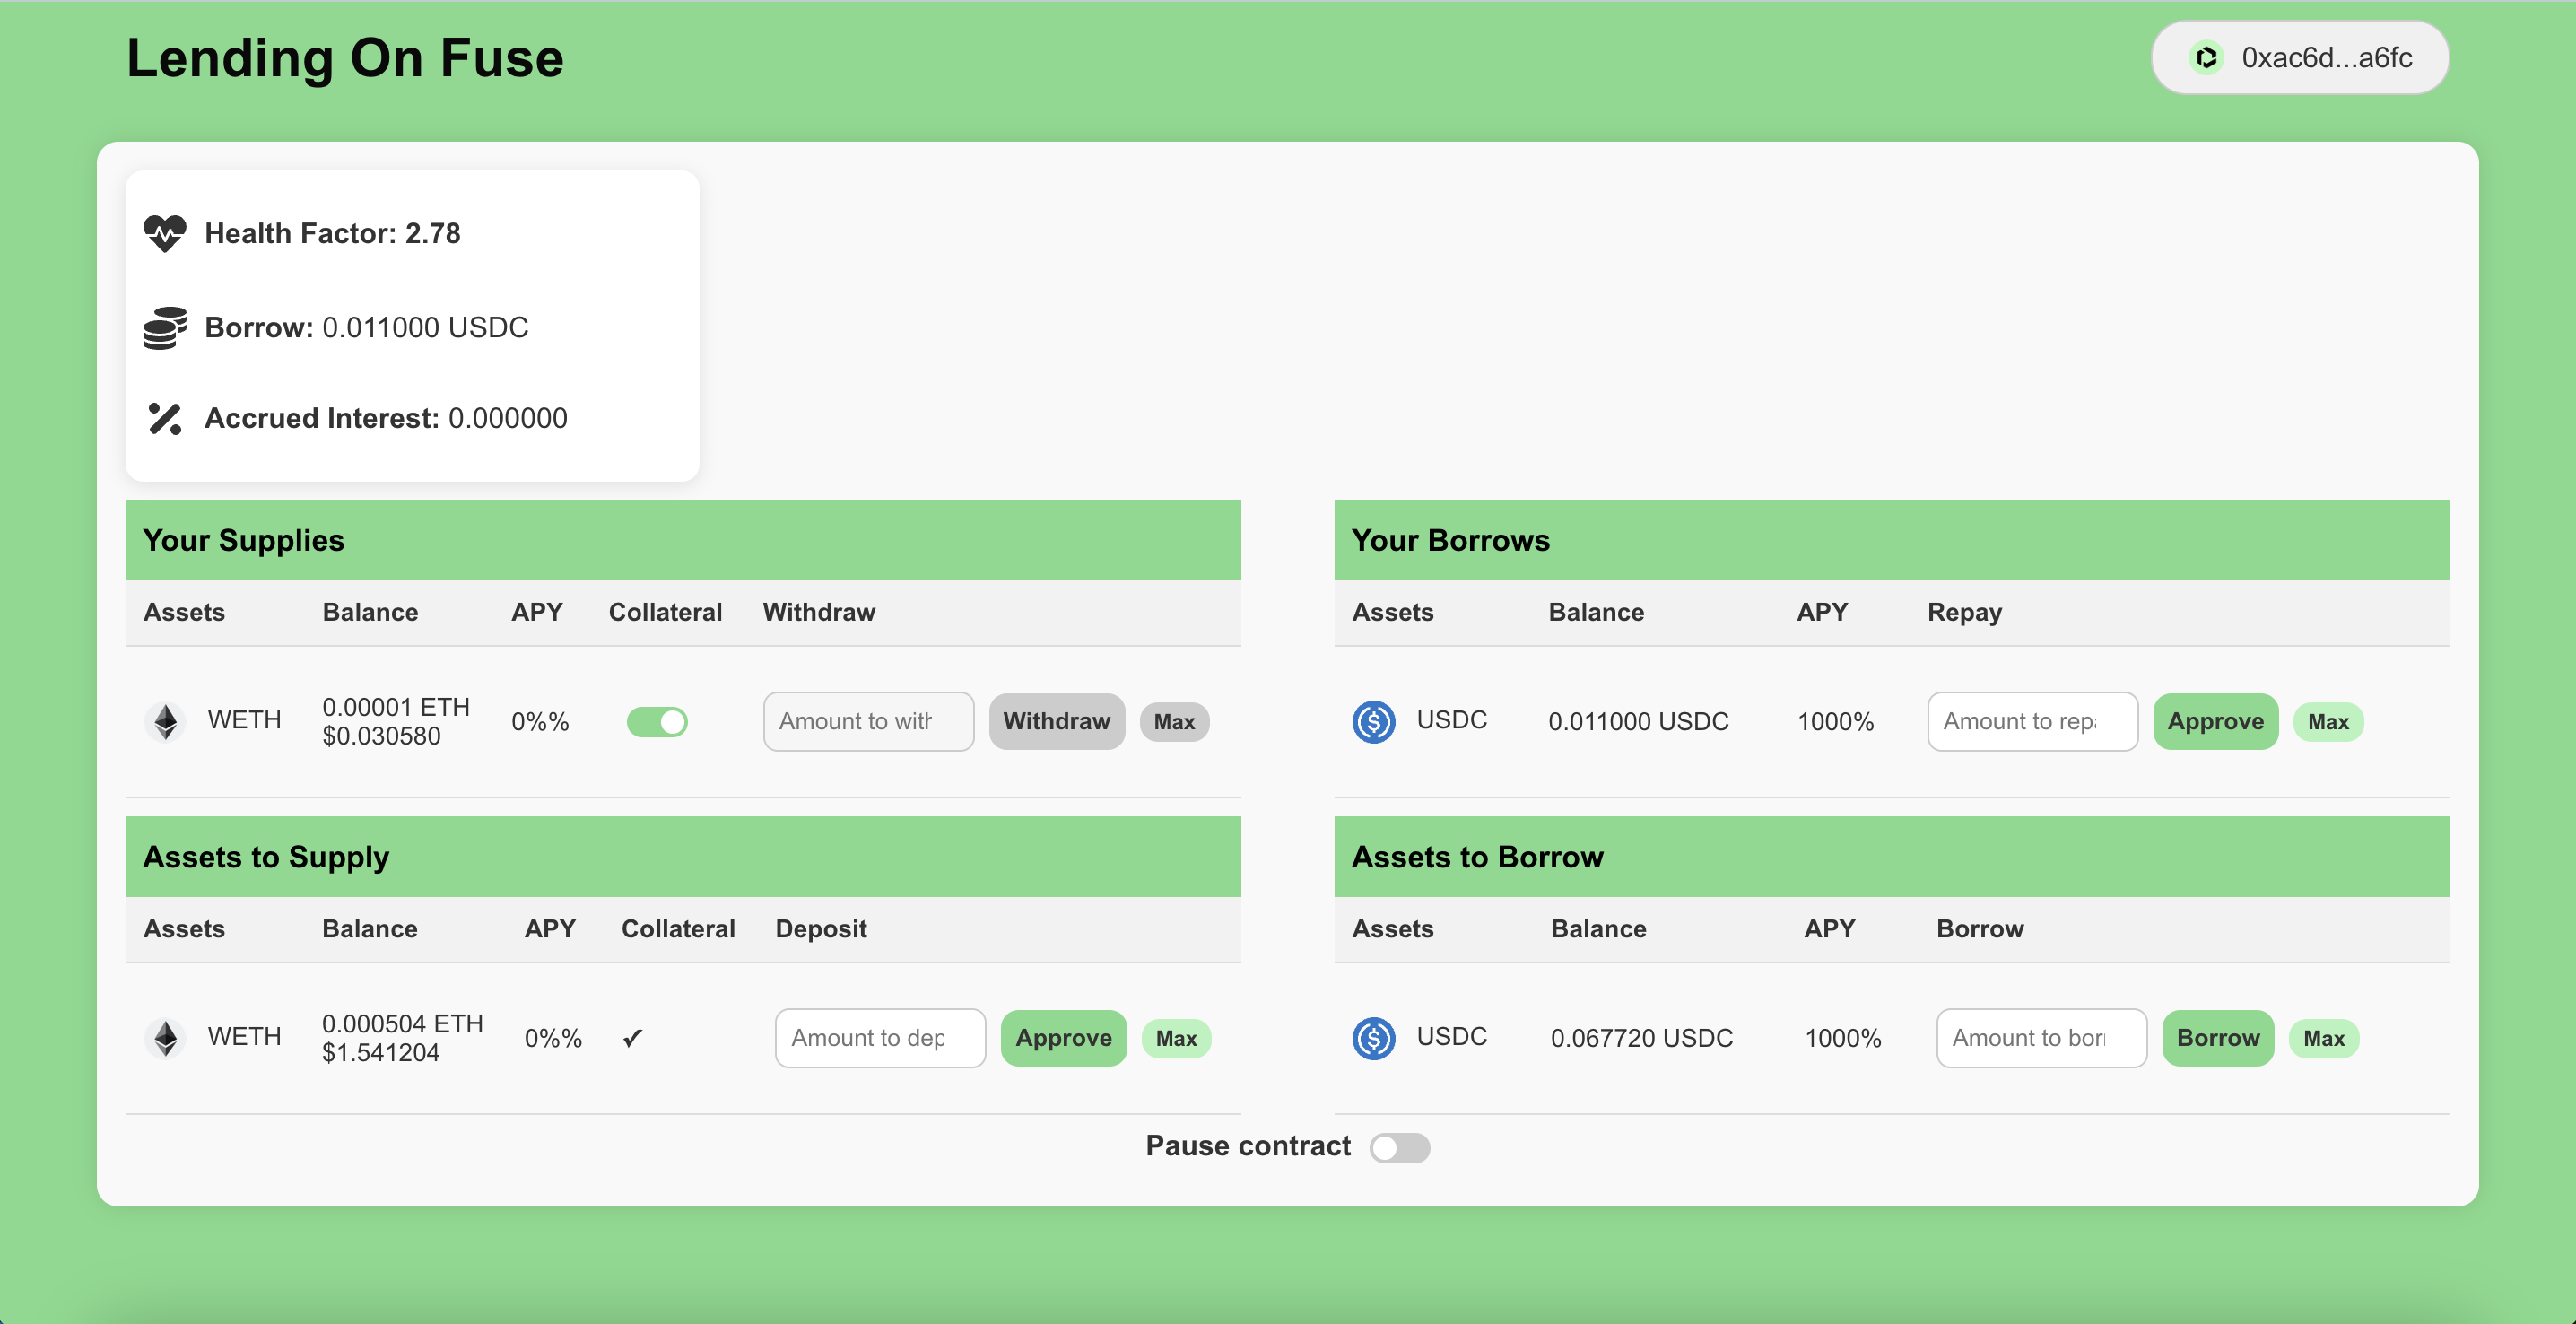 Lending On Fuse
0xac6d...a6fc
Health Factor: 2.78
Borrow: 0.011000 USDC
Accrued Interest: 0.000000
Your Supplies
Assets Balance APY Collateral Withdraw
WETH 0.00001 ETH $0.030580 0%% Amount to with Withdraw Max
Your Borrows
Assets Balance APY Repay
USDC 0.011000 USDC 1000% Amount to repa Approve Max
Assets to Supply
Assets Balance APY Collateral Deposit
WETH 0.000504 ETH $1.541204 0%% ✓ Amount to dep Approve Max
Assets to Borrow
Assets Balance APY Borrow
USDC 0.067720 USDC 1000% Amount to borr Borrow Max
Pause contract